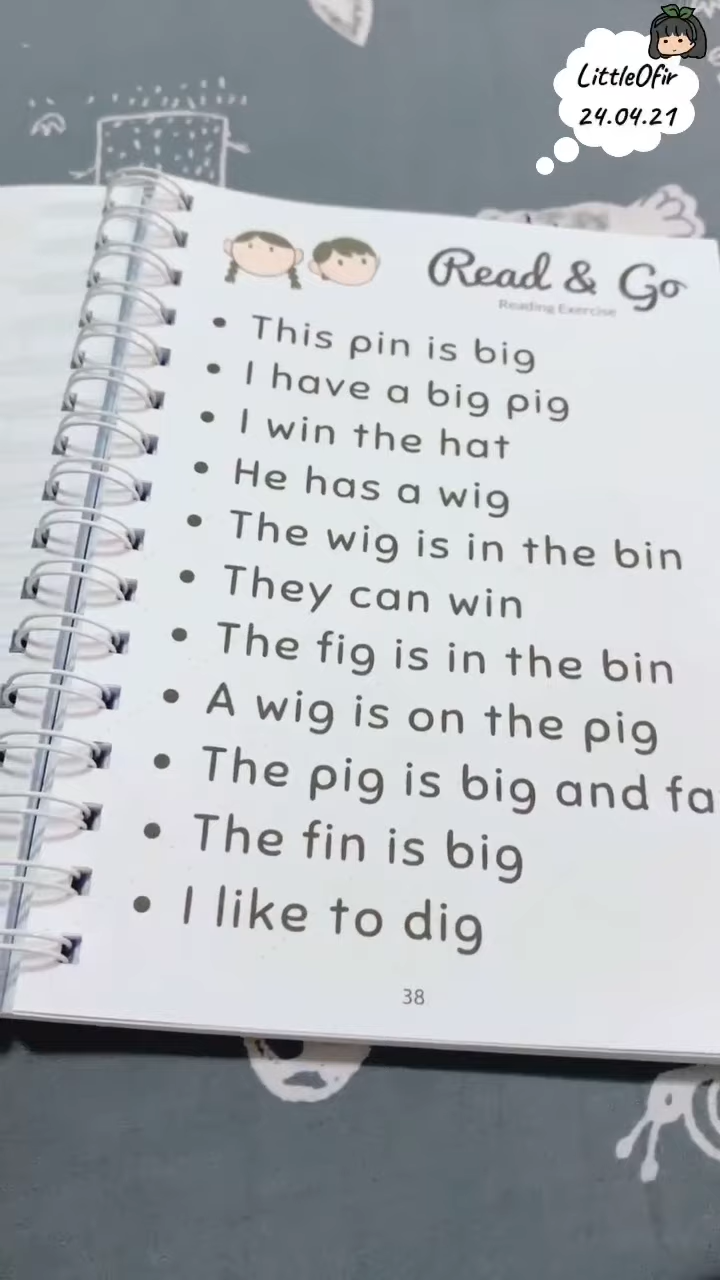 LittleOfir
24.04.21
Read & Go
Reading Exercise
• This pin is big
• I have a big pig
• I win the hat
• He has a wig
• The wig is in the bin
• They can win
• The fig is in the bin
• A wig is on the pig
• The pig is big and
• The fin is big
• I like to dig
38